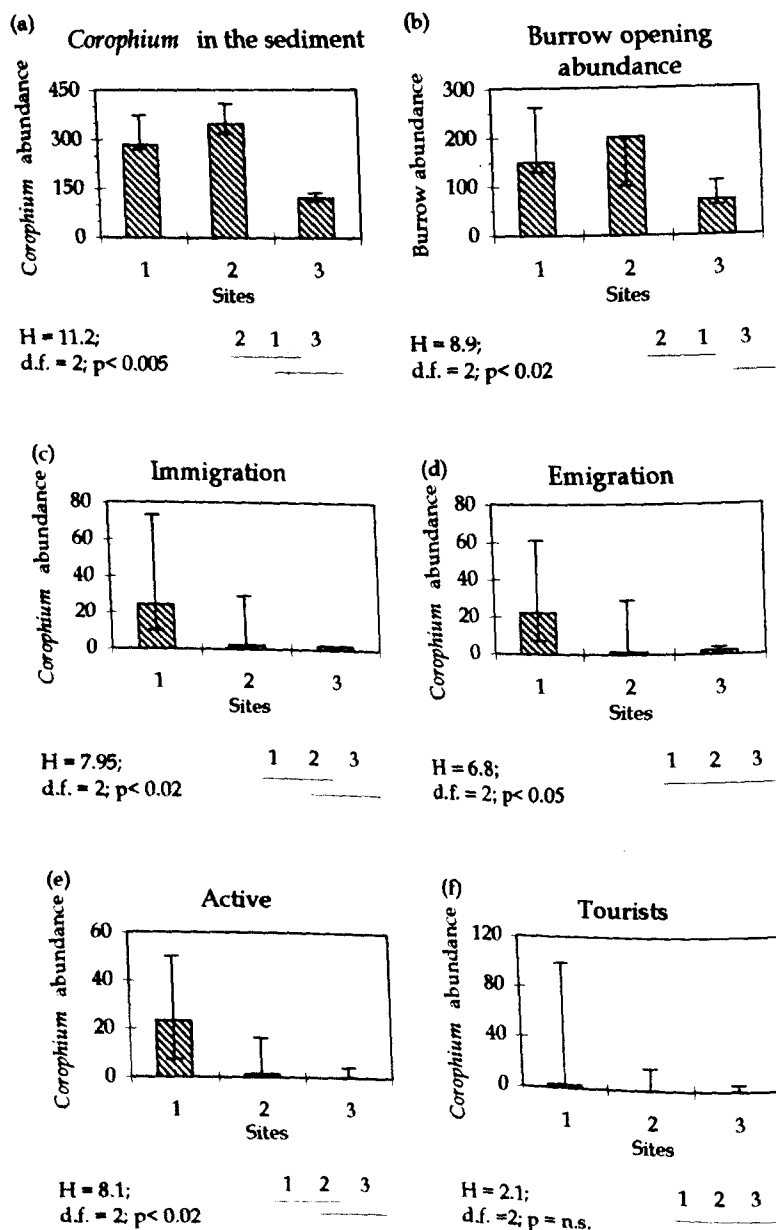 (a)
Corophium in the sediment
Corophium abundance
450
300
150
0
1 2 3
Sites
H = 11.2;
d.f. = 2; p< 0.005
2 1 3
(b)
Burrow opening
abundance
Burrow abundance
300
200
100
0
1 2 3
Sites
H = 8.9;
d.f. = 2; p< 0.02
2 1 3
(c)
Immigration
Corophium abundance
80
60
40
20
0
1 2 3
Sites
H = 7.95;
d.f. = 2; p< 0.02
1 2 3
(d)
Emigration
Corophium abundance
80
60
40
20
0
1 2 3
Sites
H = 6.8;
d.f. = 2; p< 0.05
1 2 3
(e)
Active
Corophium abundance
60
40
20
0
1 2 3
Sites
H = 8.1;
d.f. = 2; p< 0.02
1 2 3
(f)
Tourists
Corophium abundance
120
80
40
0
1 2 3
Sites
H = 2.1;
d.f. =2; p = n.s.
1 2 3